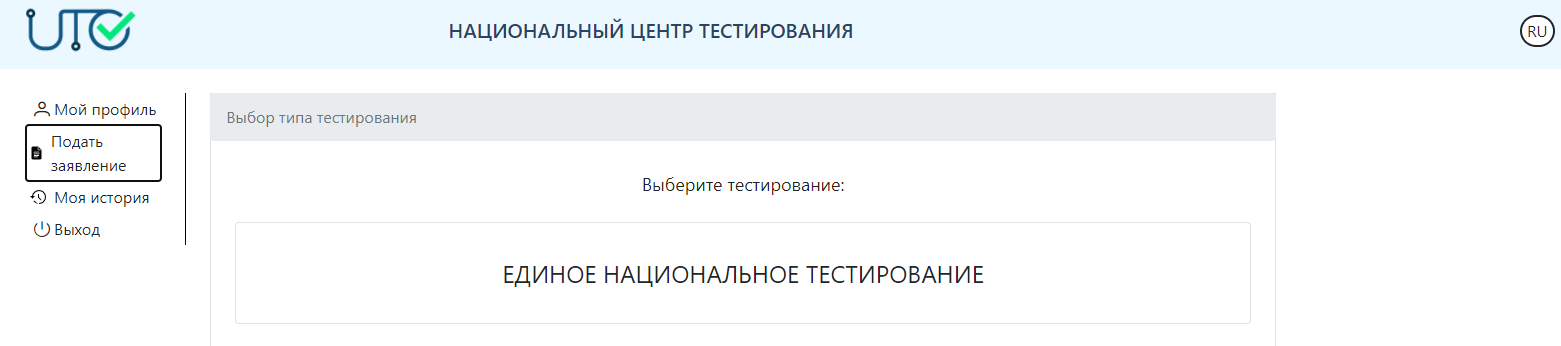 UTO
НАЦИОНАЛЬНЫЙ ЦЕНТР ТЕСТИРОВАНИЯ
RU
Мой профиль
Подать
заявление
Моя история
Выход
Выбор типа тестирования
Выберите тестирование:
ЕДИНОЕ НАЦИОНАЛЬНОЕ ТЕСТИРОВАНИЕ